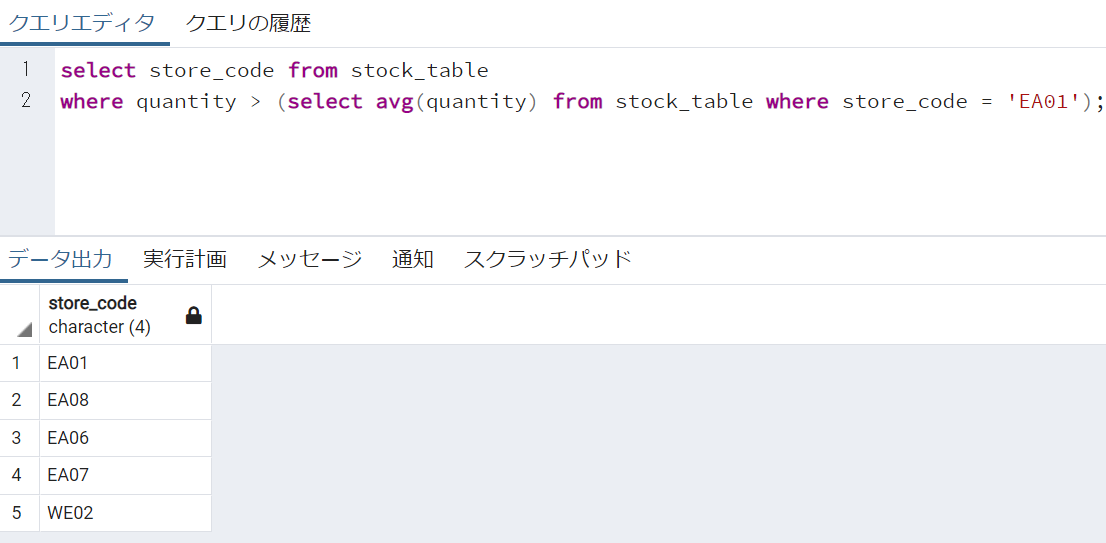 クエリエディタ クエリの履歴
1 select store_code from stock_table
2 where quantity > (select avg(quantity) from stock_table where store_code = 'EA01');
データ出力 実行計画 メッセージ 通知 スクラッチパッド
store_code
character (4)
1 EA01
2 EA08
3 EA06
4 EA07
5 WE02